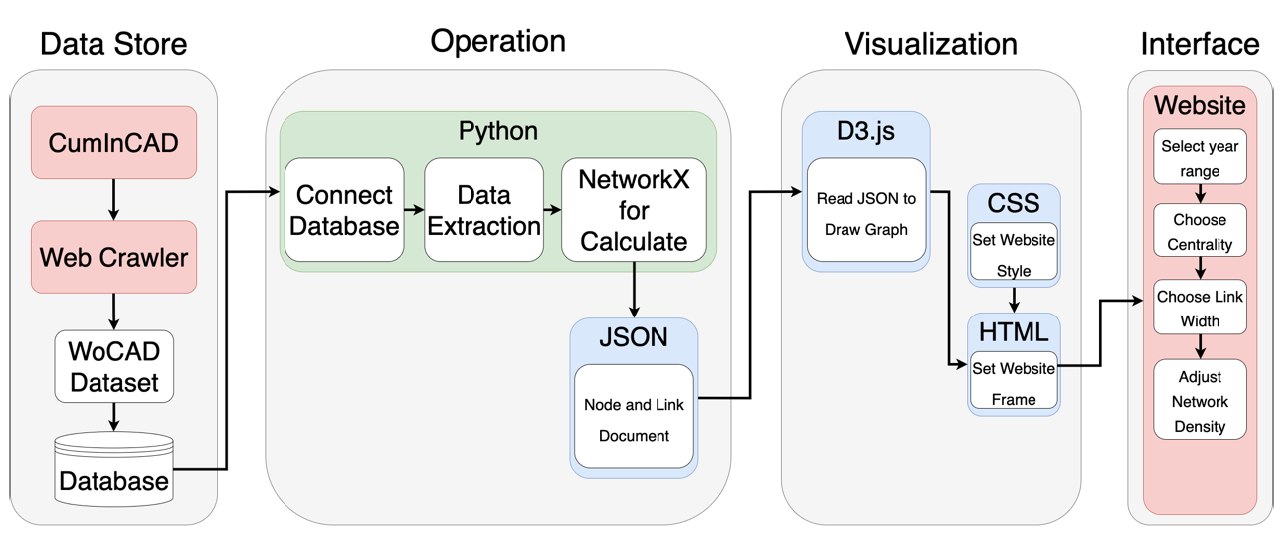 Data Store
Operation
Visualization
Interface
CumInCAD
Web Crawler
WoCAD
Dataset
Database
Python
Connect
Database
Data
Extraction
NetworkX
for
Calculate
JSON
Node and Link
Document
D3.js
Read JSON to
Draw Graph
CSS
Set Website
Style
HTML
Set Website
Frame
Website
Select year
range
Choose
Centrality
Choose Link
Width
Adjust
Network
Density